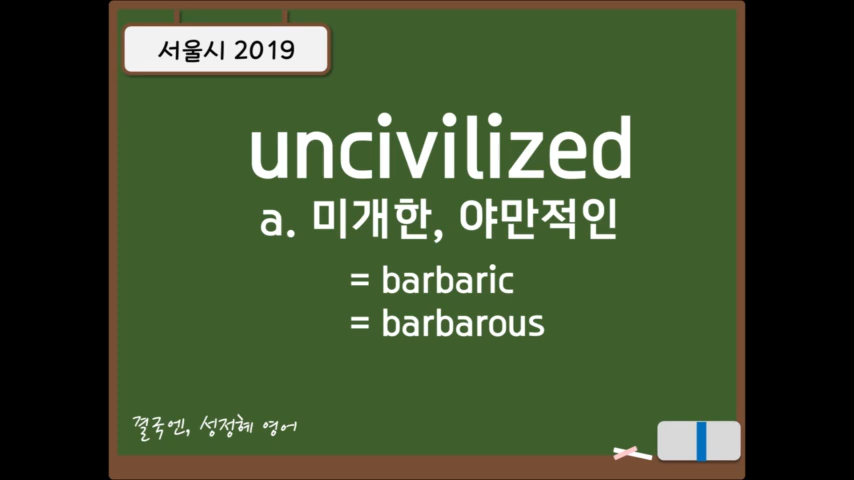 서울시 2019
uncivilized
a. 미개한, 야만적인
= barbaric
= barbarous
결국엔, 성정혜 영어